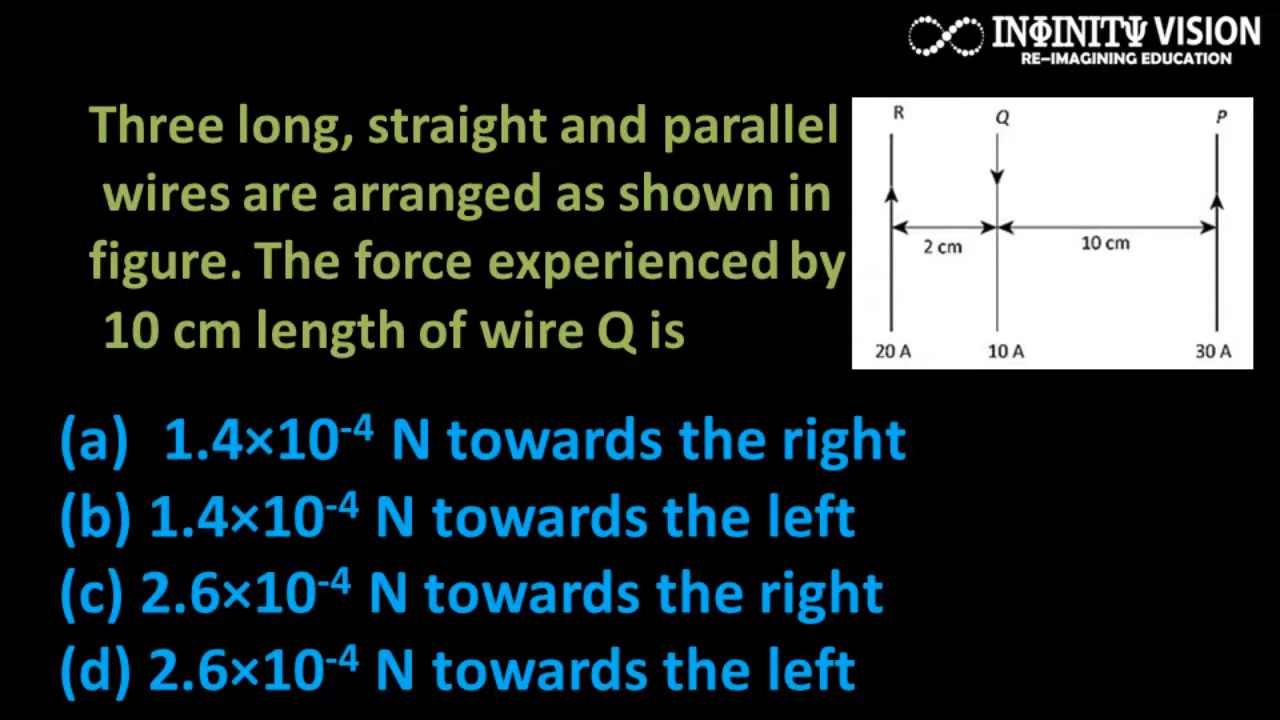 INΦINITΨ VISION
RE-IMAGINING EDUCATION
Three long, straight and parallel
wires are arranged as shown in
figure. The force experienced by
10 cm length of wire Q is
R Q P
2 cm 10 cm
20 A 10 A 30 A
(a) 1.4×10⁻⁴ N towards the right
(b) 1.4×10⁻⁴ N towards the left
(c) 2.6×10⁻⁴ N towards the right
(d) 2.6×10⁻⁴ N towards the left